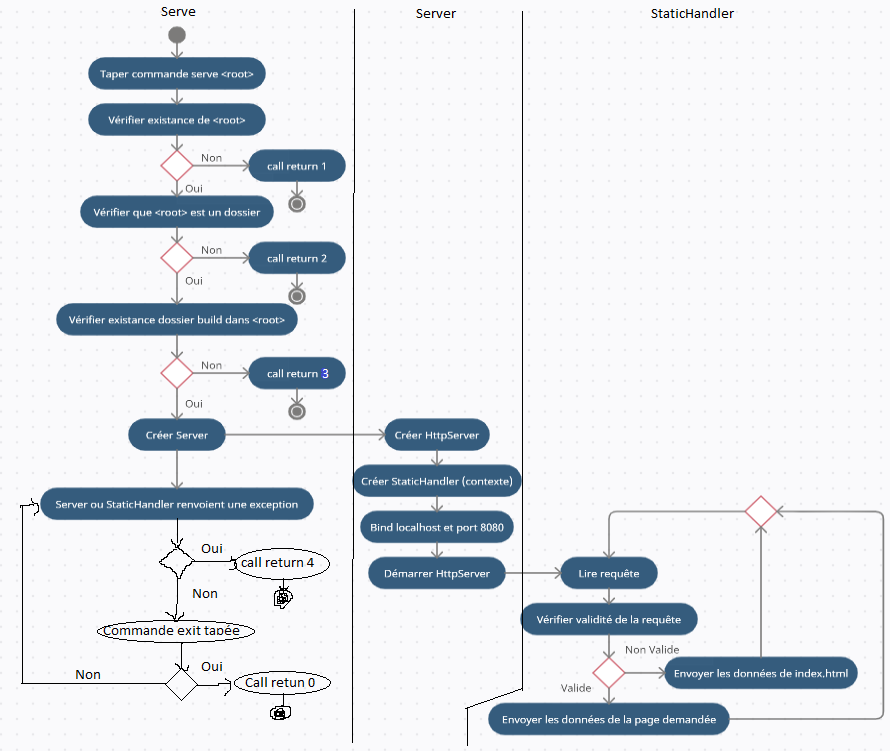 Serve
Server
StaticHandler
Taper commande serve <root>
Vérifier existance de <root>
Non
call return 1
Oui
Vérifier que <root> est un dossier
Non
call return 2
Oui
Vérifier existance dossier build dans <root>
Non
call return 3
Oui
Créer Server
Créer HttpServer
Créer StaticHandler (contexte)
Server ou StaticHandler renvoient une exception
Bind localhost et port 8080
Oui
call return 4
Démarrer HttpServer
Lire requête
Non
Vérifier validité de la requête
Commande exit tapée
Non Valide
Oui
Non
Envoyer les données de index.html
Call retun 0
Valide
Envoyer les données de la page demandée